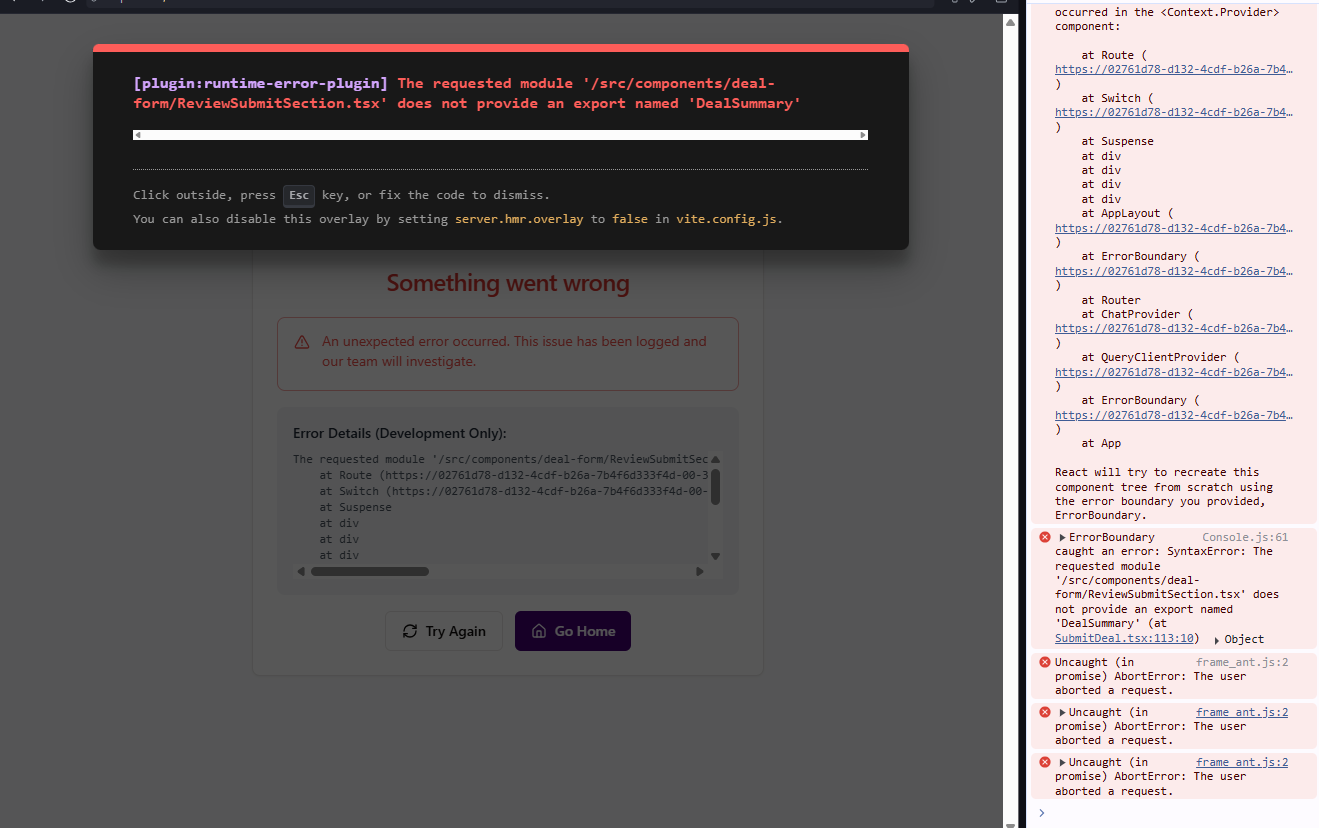 [plugin:runtime-error-plugin] The requested module '/src/components/deal-
form/ReviewSubmitSection.tsx' does not provide an export named 'DealSummary'
Click outside, press Esc key, or fix the code to dismiss.
You can also disable this overlay by setting server.hmr.overlay to false in vite.config.js.
Something went wrong
An unexpected error occurred. This issue has been logged and
our team will investigate.
Error Details (Development Only):
The requested module '/src/components/deal-form/ReviewSubmitSec
at Route (https://02761d78-d132-4cdf-b26a-7b4f6d333f4d-00-3
at Switch (https://02761d78-d132-4cdf-b26a-7b4f6d333f4d-00-
at Suspense
at div
at div
at div
Try Again
Go Home
occurred in the <Context.Provider>
component:
at Route (
https://02761d78-d132-4cdf-b26a-7b4…
)
at Switch (
https://02761d78-d132-4cdf-b26a-7b4…
)
at Suspense
at div
at div
at div
at div
at AppLayout (
https://02761d78-d132-4cdf-b26a-7b4…
)
at ErrorBoundary (
https://02761d78-d132-4cdf-b26a-7b4…
)
at Router
at ChatProvider (
https://02761d78-d132-4cdf-b26a-7b4…
)
at QueryClientProvider (
https://02761d78-d132-4cdf-b26a-7b4…
)
at ErrorBoundary (
https://02761d78-d132-4cdf-b26a-7b4…
)
at App
React will try to recreate this
component tree from scratch using
the error boundary you provided,
ErrorBoundary.
ErrorBoundary Console.js:61
caught an error: SyntaxError: The
requested module
'/src/components/deal-
form/ReviewSubmitSection.tsx' does
not provide an export named
'DealSummary' (at
SubmitDeal.tsx:113:10) Object
Uncaught (in frame_ant.js:2
promise) AbortError: The user
aborted a request.
Uncaught (in frame_ant.js:2
promise) AbortError: The user
aborted a request.
Uncaught (in frame_ant.js:2
promise) AbortError: The user
aborted a request.